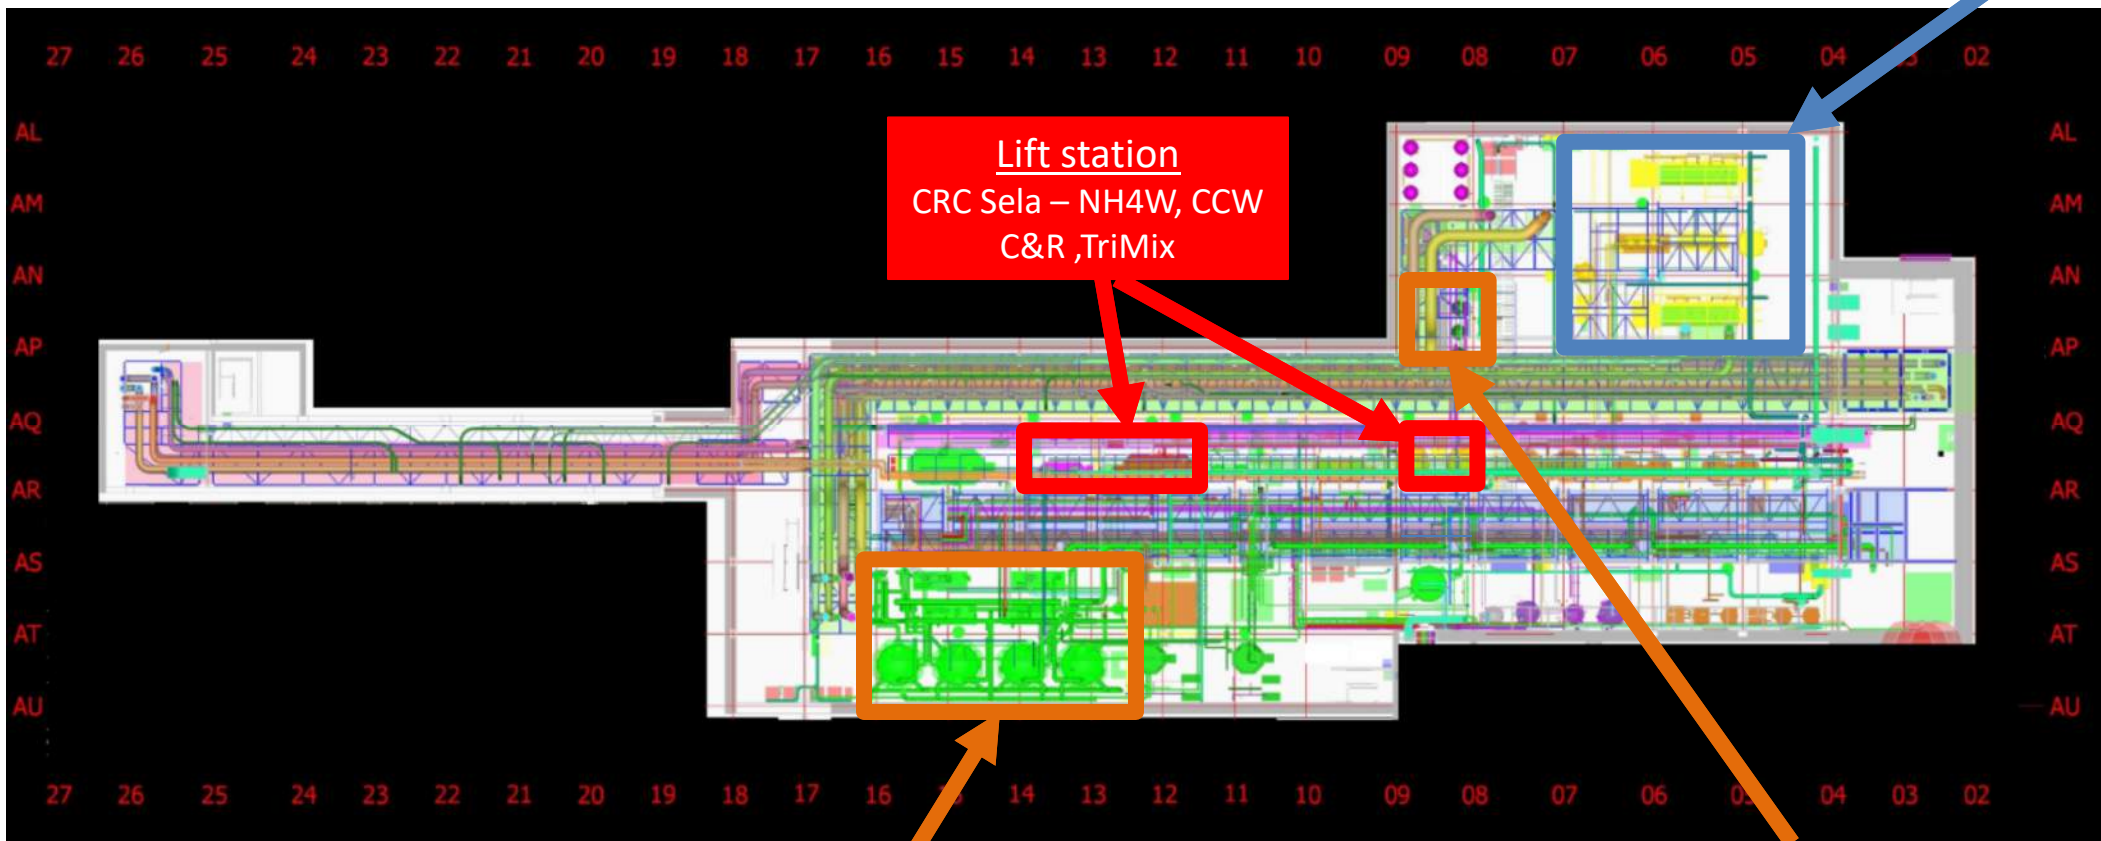 27 26 25 24 23 22 21 20 19 18 17 16 15 14 13 12 11 10 09 08 07 06 05 04 03 02
AL AL
Lift station
CRC Sela – NH4W, CCW
C&R ,TriMix
AM AM
AN AN
AP AP
AQ AQ
AR AR
AS AS
AT AT
AU AU
27 26 25 24 23 22 21 20 19 18 17 16 15 14 13 12 11 10 09 08 07 06 05 04 03 02